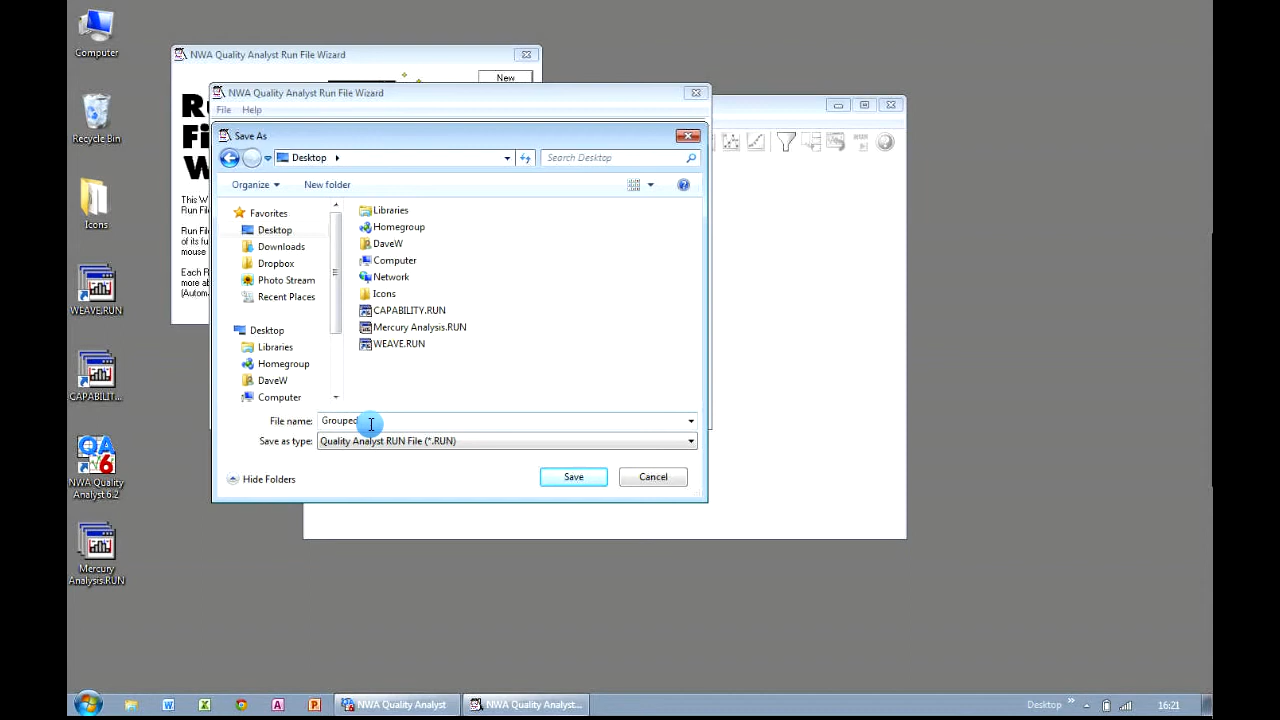 Computer
Recycle Bin
Icons
WEAVE.RUN
CAPABILIT...
NWA Quality
Analyst 6.2
Mercury
Analysis.RUN
NWA Quality Analyst Run File Wizard
New
NWA Quality Analyst Run File Wizard
File Help
Save As
Desktop
Search Desktop
Organize New folder
Favorites
Desktop
Downloads
Dropbox
Photo Stream
Recent Places
Desktop
Libraries
Homegroup
DaveW
Computer
Libraries
Homegroup
DaveW
Computer
Network
Icons
CAPABILITY.RUN
Mercury Analysis.RUN
WEAVE.RUN
File name: Grouped
Save as type: Quality Analyst RUN File (*.RUN)
Hide Folders
Save Cancel
This W
Run Fil
Run Fil
of its fu
mouse
Each R
more ab
(Automa
NWA Quality Analyst
NWA Quality Analyst...
Desktop
16:21